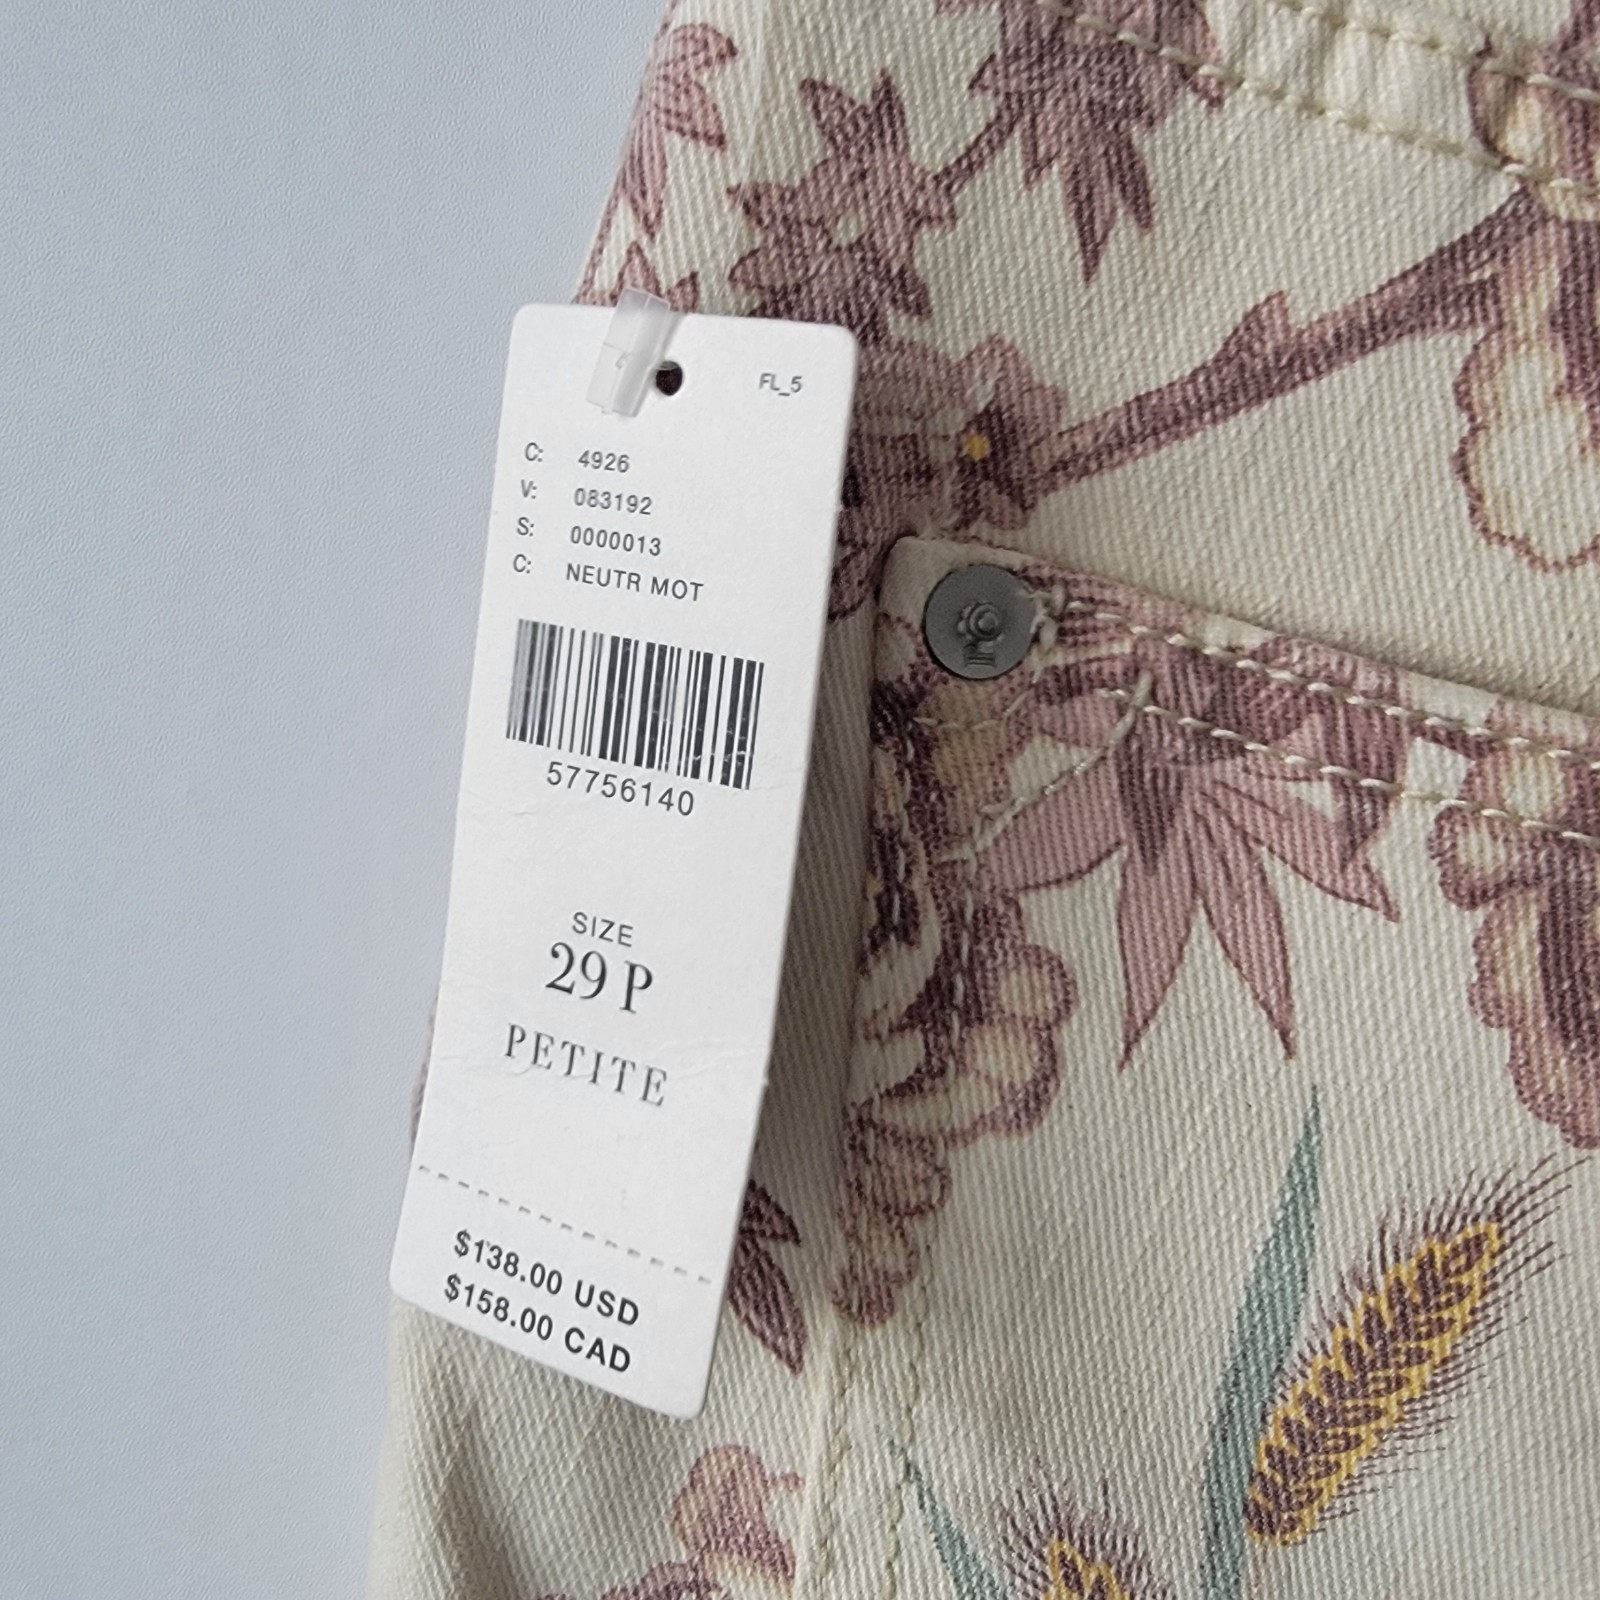 FL_5
C: 4926
V: 083192
S: 0000013
C: NEUTR MOT
57756140
SIZE
29 P
PETITE
$138.00 USD
$158.00 CAD